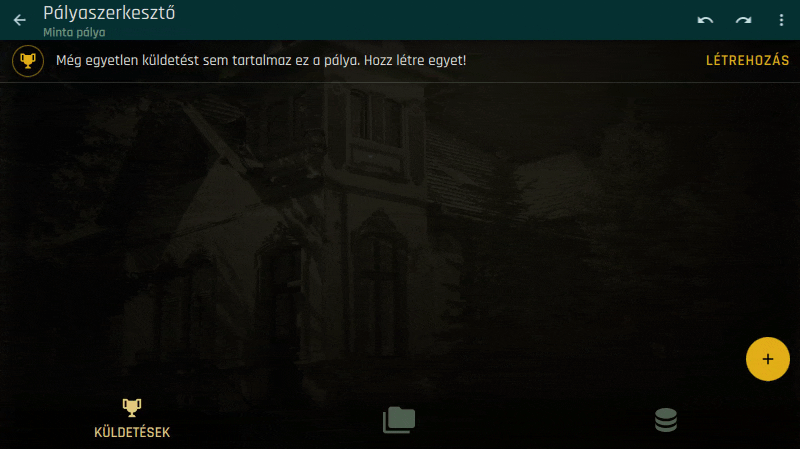 Pályaszerkesztő
Minta pálya
Még egyetlen küldetést sem tartalmaz ez a pálya. Hozz létre egyet!
LÉTREHOZÁS
KÜLDETÉSEK